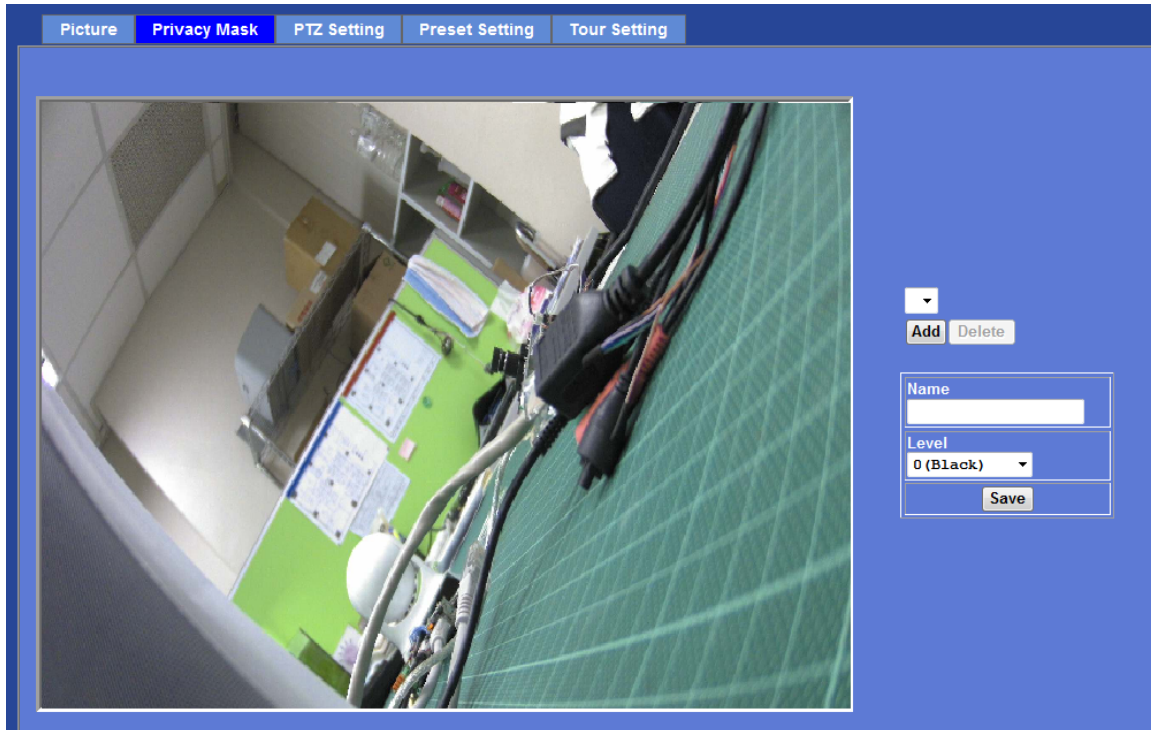 Picture Privacy Mask PTZ Setting Preset Setting Tour Setting
Add Delete
Name
Level
0(Black)
Save